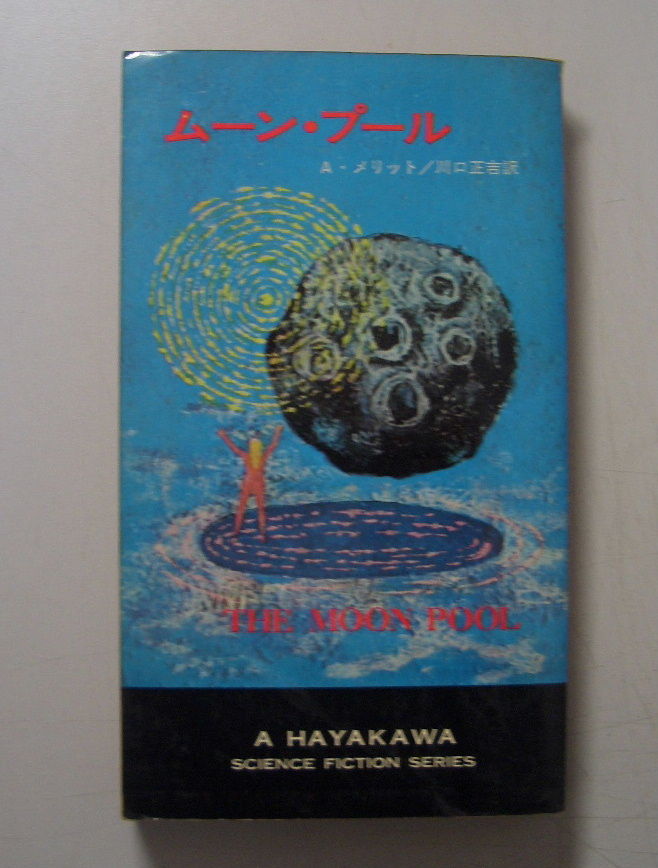 ムーン・プール
A・メリット/川口正吉訳
THE MOON POOL
A HAYAKAWA
SCIENCE FICTION SERIES